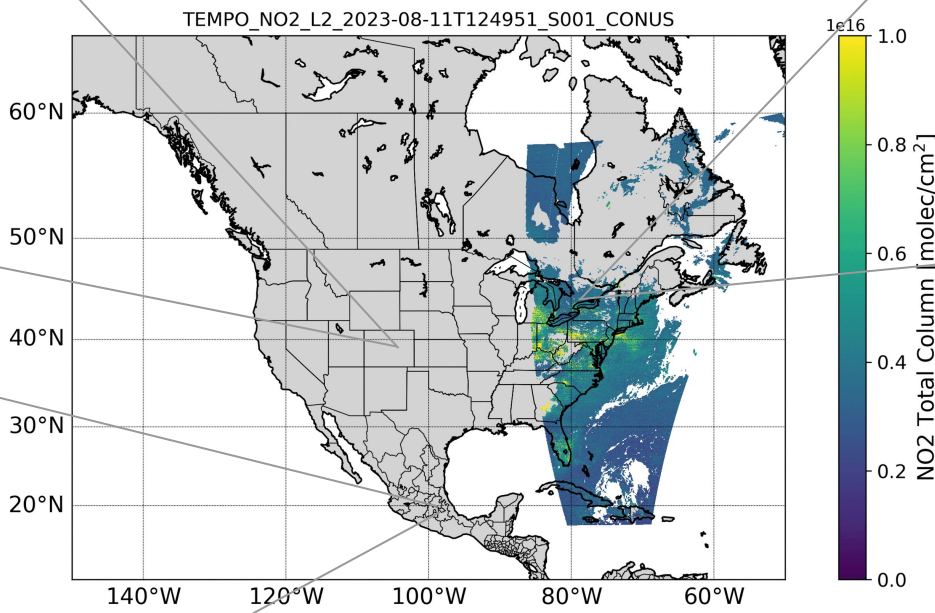 TEMPO_NO2_L2_2023-08-11T124951_S001_CONUS
1e16
60°N
50°N
40°N
30°N
20°N
140°W
120°W
100°W
80°W
60°W
1.0
0.8
0.6
0.4
0.2
0.0
NO2 Total Column [molec/cm²]